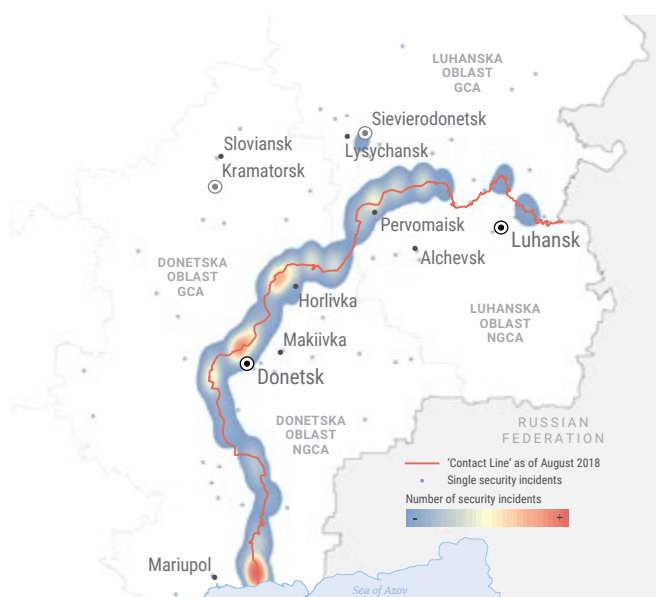 LUHANSKA
OBLAST
GCA
Sievierodonetsk
Lysychansk
Sloviansk
Kramatorsk
Pervomaisk
Luhansk
Alchevsk
DONETSKA
OBLAST
GCA
Horlivka
LUHANSKA
OBLAST
NGCA
Makiivka
Donetsk
DONETSKA
OBLAST
NGCA
RUSSIAN
FEDERATION
'Contact Line' as of August 2018
Single security incidents
Number of security incidents
- +
Mariupol
Sea of Azov